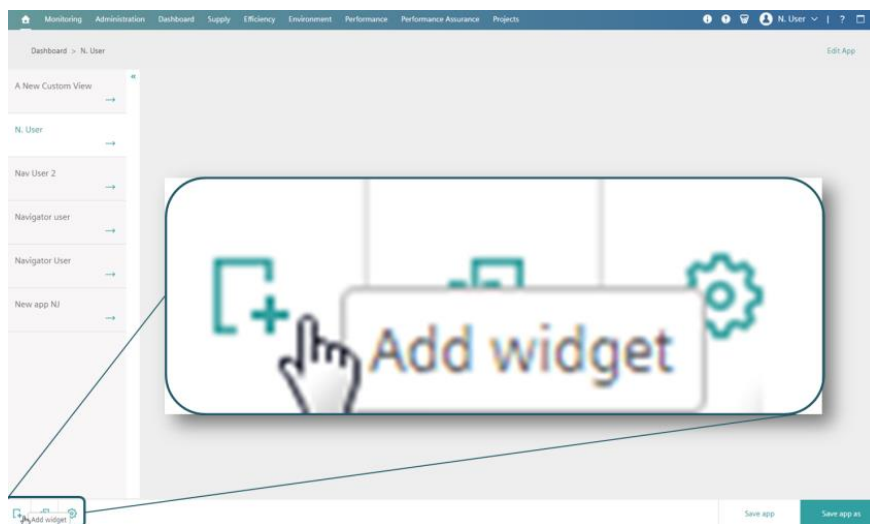 Monitoring Administration Dashboard Supply Efficiency Environment Performance Performance Assurance Projects N. User | ?
Dashboard > N. User Edit App
A New Custom View
N. User
Nav User 2
Navigator user
Navigator User
New app NJ
Add widget
Add widget
Save app Save app as